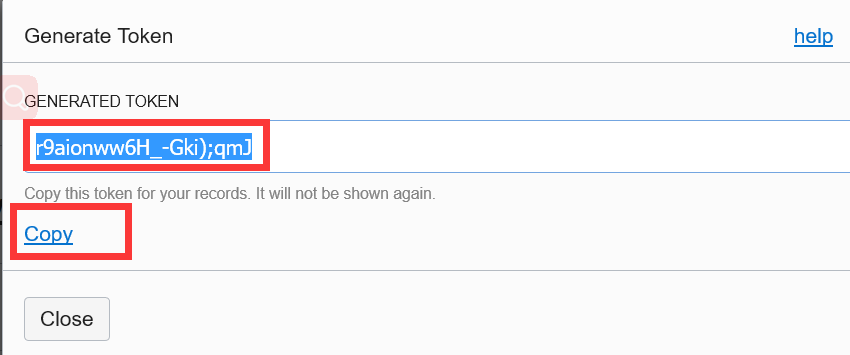 Generate Token
help
GENERATED TOKEN
r9aionww6H_-Gki);qmJ
Copy this token for your records. It will not be shown again.
Copy
Close